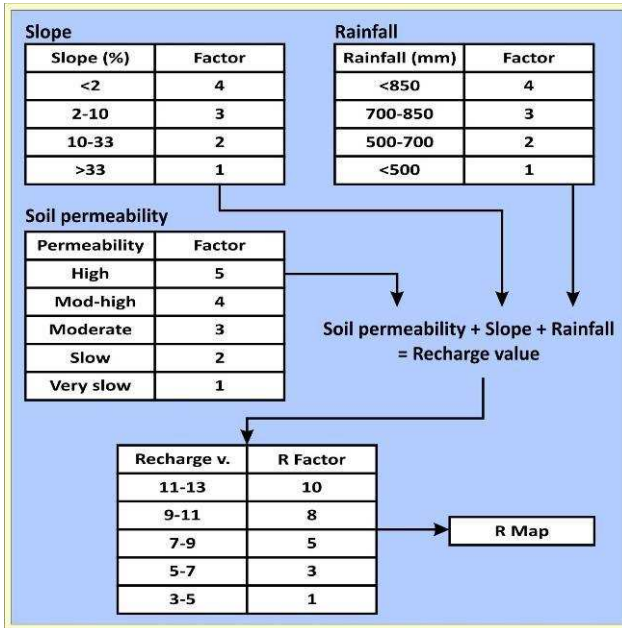 Slope
Slope (%) Factor
<2 4
2-10 3
10-33 2
>33 1
Rainfall
Rainfall (mm) Factor
<850 4
700-850 3
500-700 2
<500 1
Soil permeability
Permeability Factor
High 5
Mod-high 4
Moderate 3
Slow 2
Very slow 1
Soil permeability + Slope + Rainfall
= Recharge value
Recharge v. R Factor
11-13 10
9-11 8
7-9 5
5-7 3
3-5 1
R Map